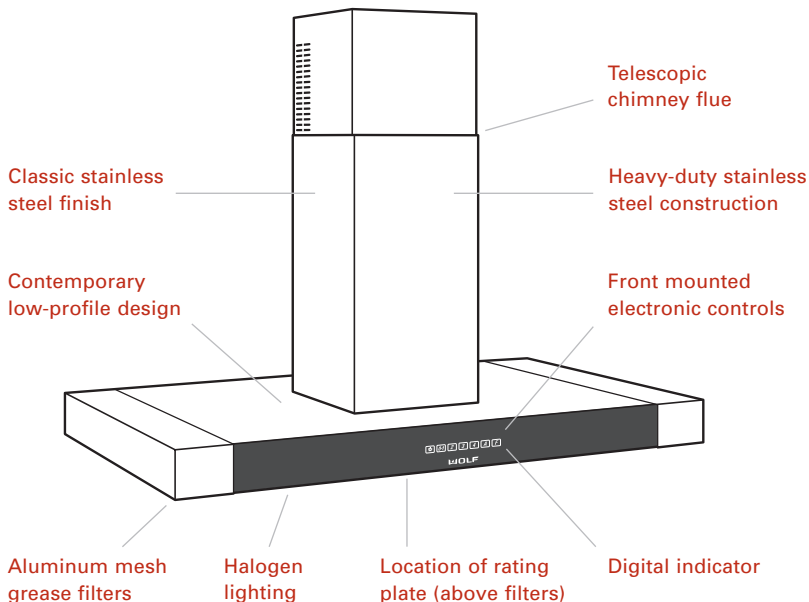 Telescopic
chimney flue
Classic stainless
steel finish
Heavy-duty stainless
steel construction
Contemporary
low-profile design
Front mounted
electronic controls
WOLF
Aluminum mesh
grease filters
Halogen
lighting
Location of rating
plate (above filters)
Digital indicator